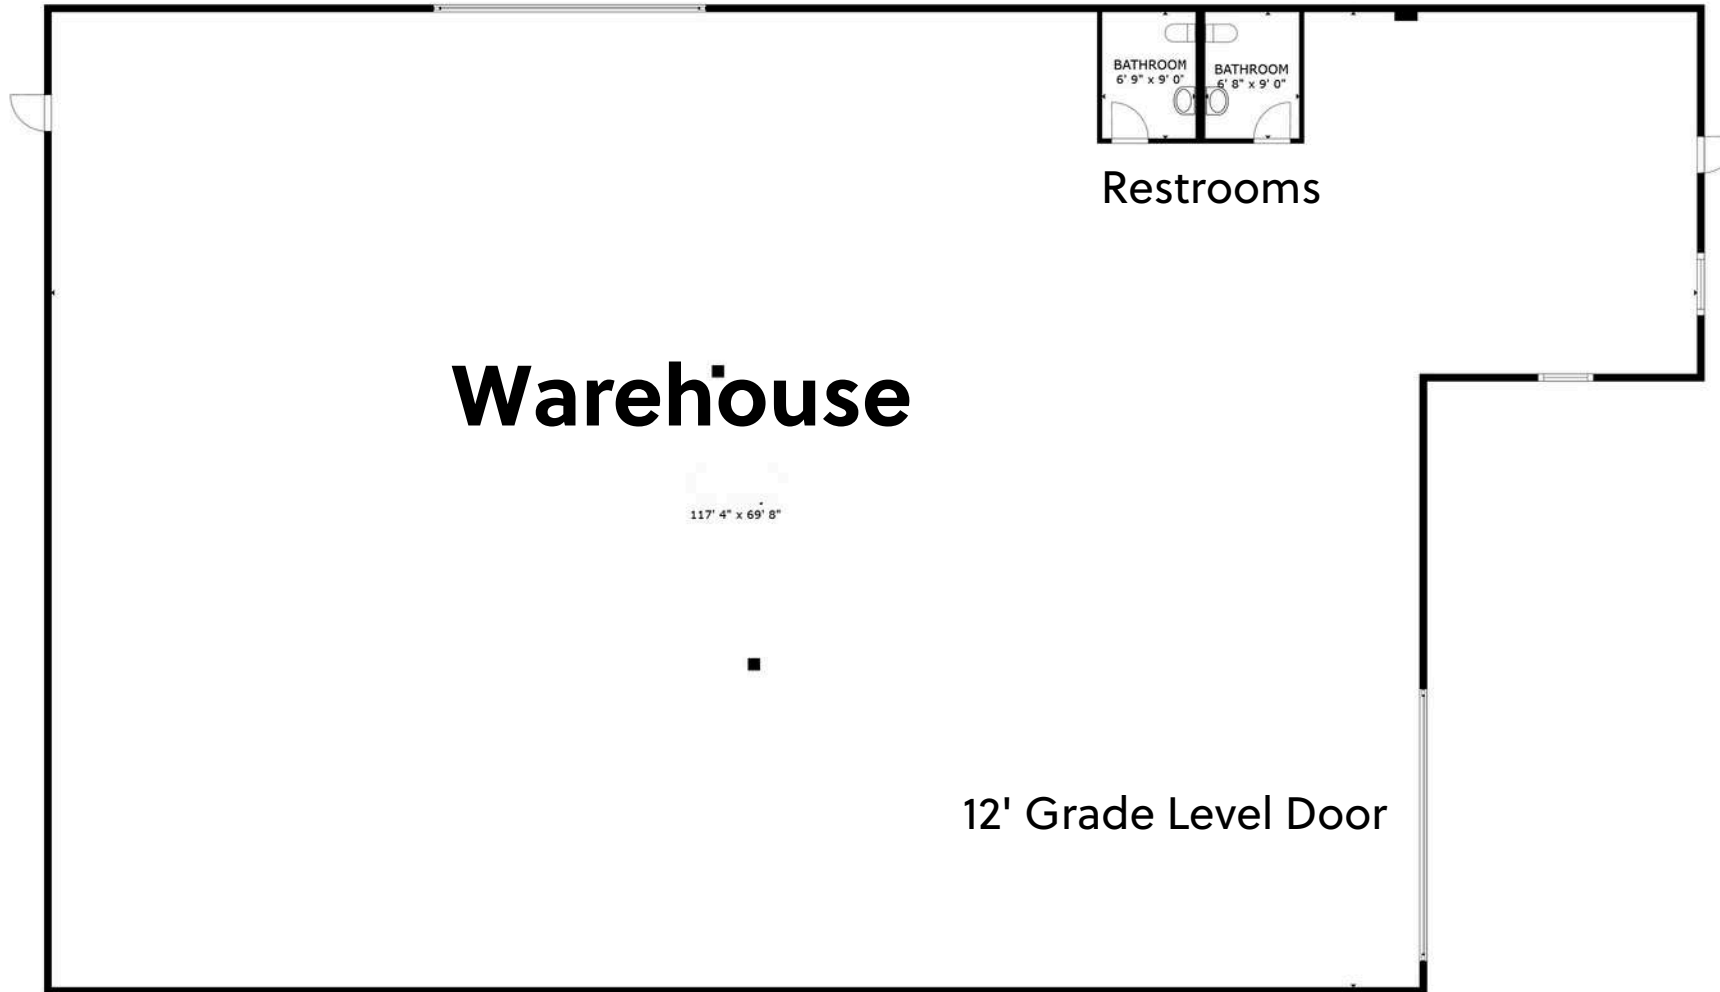 BATHROOM
6' 9" x 9' 0"
BATHROOM
6' 8" x 9' 0"
Restrooms
Warehouse
117' 4" x 69' 8"
12' Grade Level Door